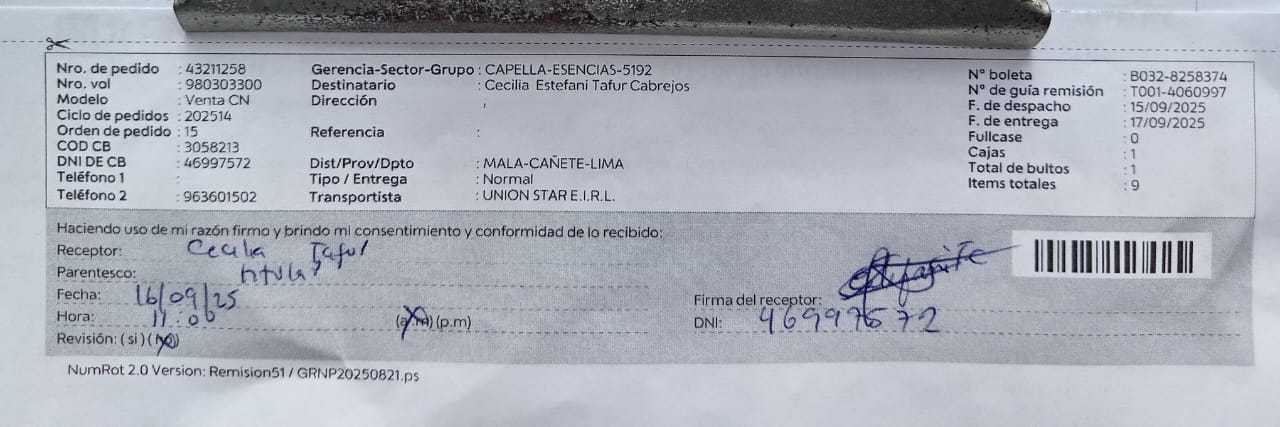 Nro. de pedido : 43211258 Gerencia-Sector-Grupo : CAPELLA-ESENCIAS-5192 N° boleta : B032-8258374
Nro. vol : 980303300 Destinatario : Cecilia Estefani Tafur Cabrejos N° de guía remisión : T001-4060997
Modelo : Venta CN Dirección , F. de despacho : 15/09/2025
Ciclo de pedidos : 202514 F. de entrega : 17/09/2025
Orden de pedido : 15 Referencia : Fullcase : 0
COD CB : 3058213 Cajas : 1
DNI DE CB : 46997572 Dist/Prov/Dpto : MALA-CAÑETE-LIMA Total de bultos : 1
Teléfono 1 : Tipo / Entrega : Normal Items totales : 9
Teléfono 2 : 963601502 Transportista : UNION STAR E.I.R.L.
Haciendo uso de mi razón firmo y brindo mi consentimiento y conformidad de lo recibido:
Receptor: Cecilia Tafur
Parentesco: titular
Fecha: 16/09/25
Firma del receptor:
Hora: 11:00 (a.m) (p.m)
DNI: 46997572
Revisión: ( si ) ( no )
NumRot 2.0 Version: Remision51 / GRNP20250821.ps